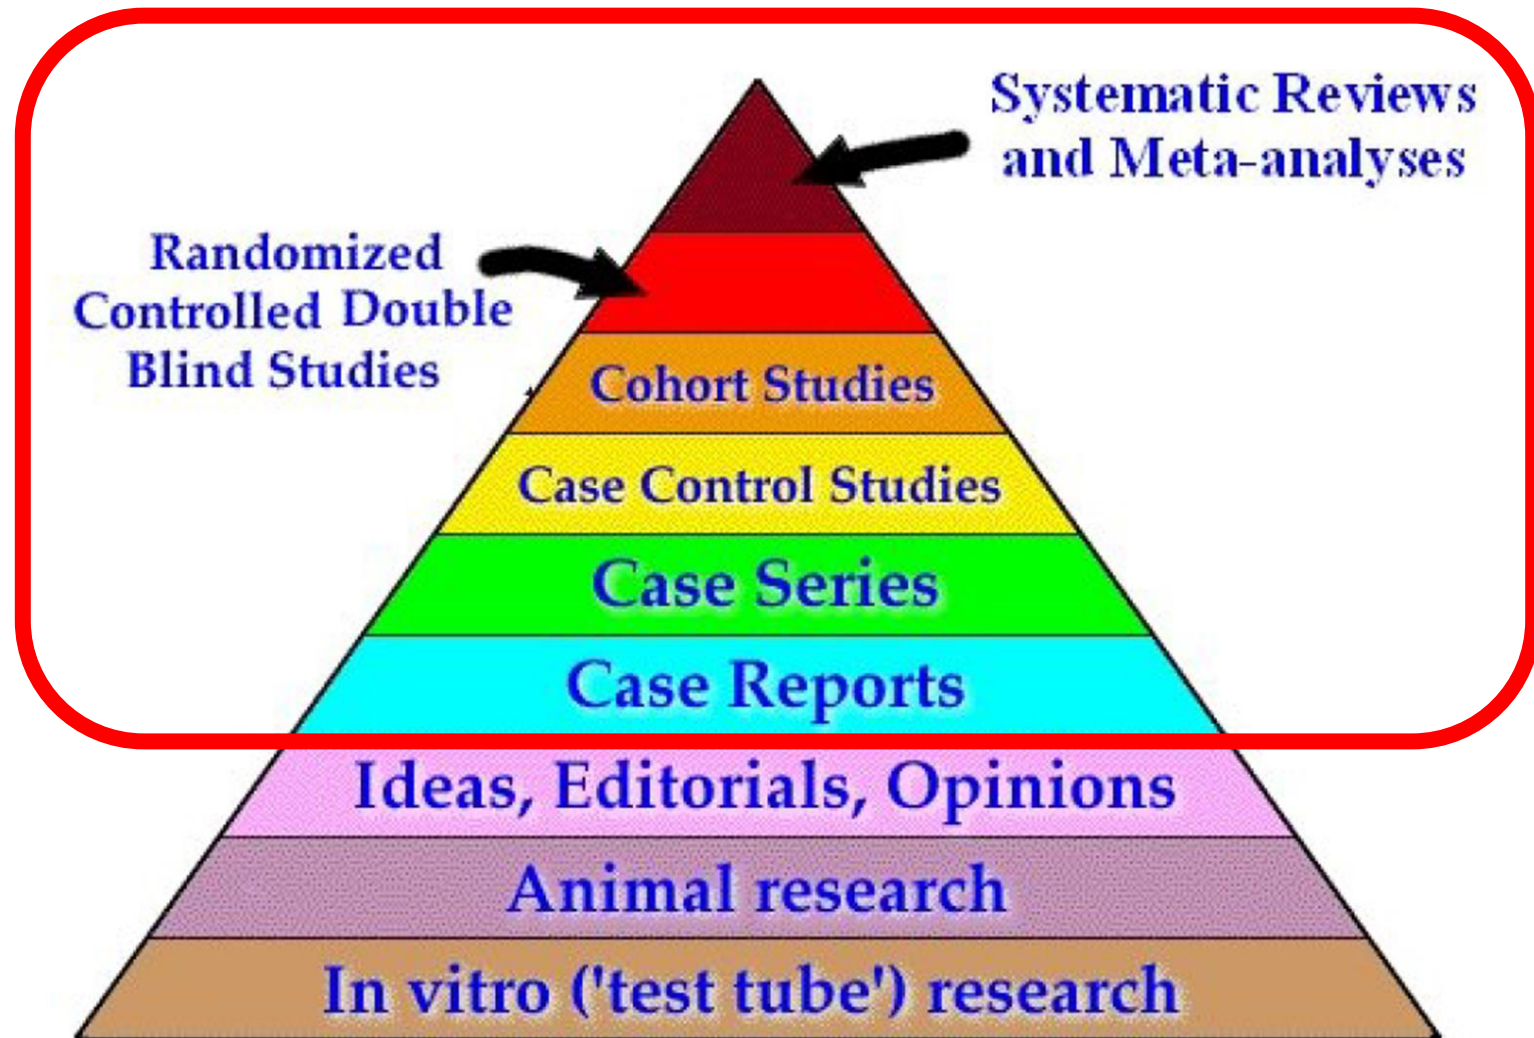 Systematic Reviews
and Meta-analyses
Randomized
Controlled Double
Blind Studies
Cohort Studies
Case Control Studies
Case Series
Case Reports
Ideas, Editorials, Opinions
Animal research
In vitro ('test tube') research